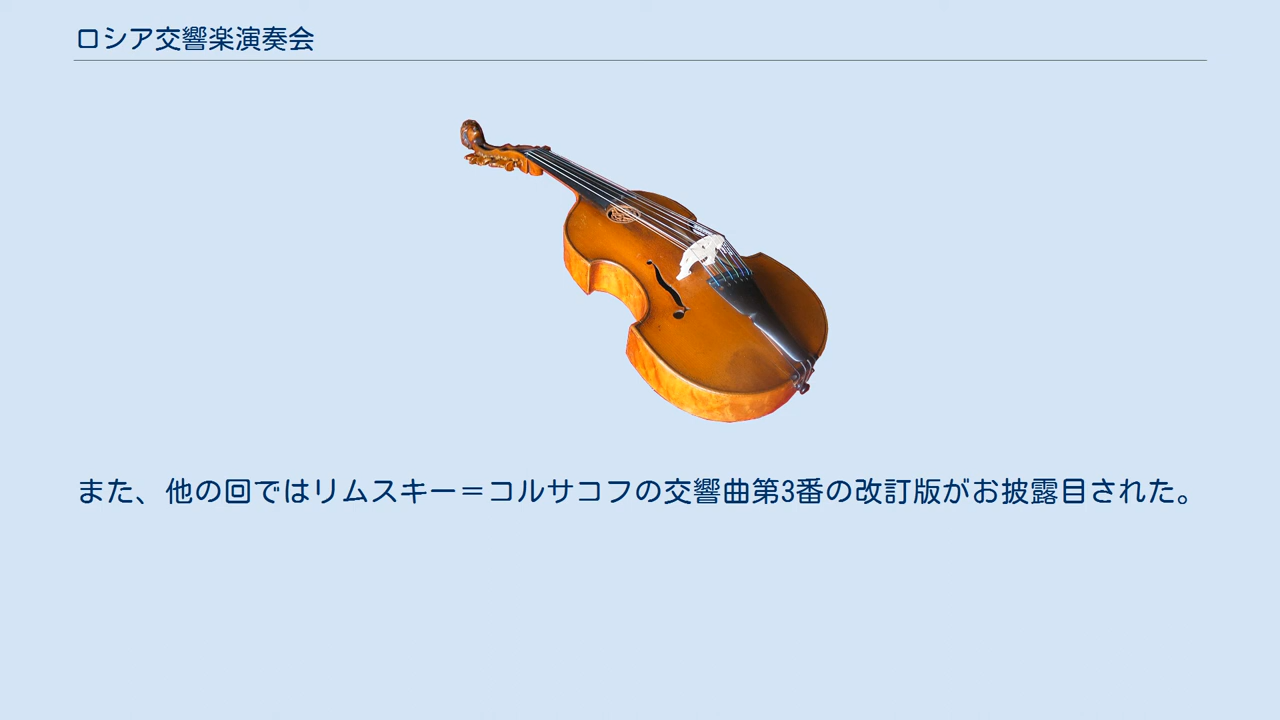 ロシア交響楽演奏会
また、他の回ではリムスキー＝コルサコフの交響曲第3番の改訂版がお披露目された。